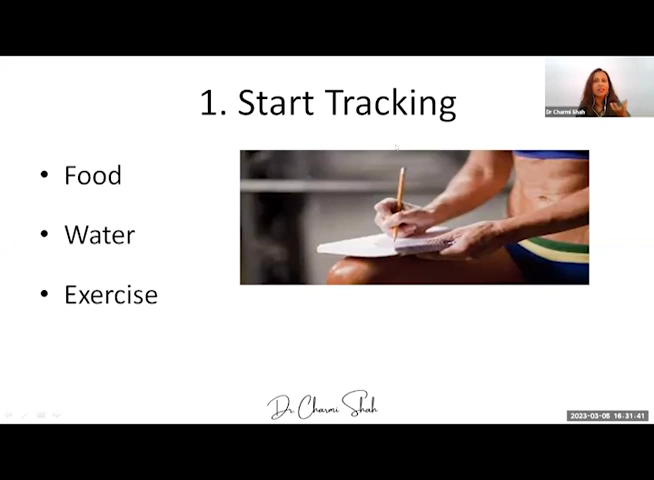 1. Start Tracking
Dr Charmi Shah
• Food
• Water
• Exercise
Dr. Charmi Shah
2023-03-05 16:31:41